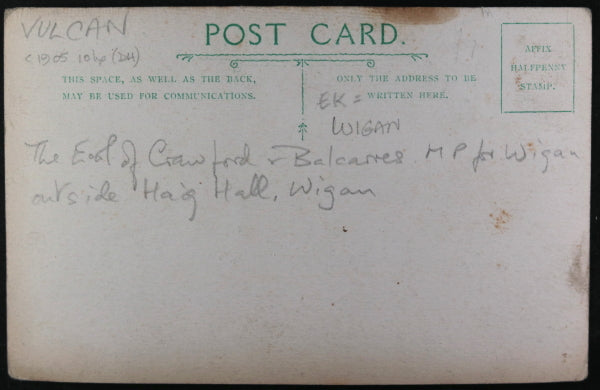 VULCAN
c1905 10hp (DH)
POST CARD.
THIS SPACE, AS WELL AS THE BACK,
MAY BE USED FOR COMMUNICATIONS.
ONLY THE ADDRESS TO BE
WRITTEN HERE.
AFFIX
HALFPENNY
STAMP.
EK =
WIGAN
The Earl of Crawford & Balcarres MP for Wigan
outside Haig Hall, Wigan